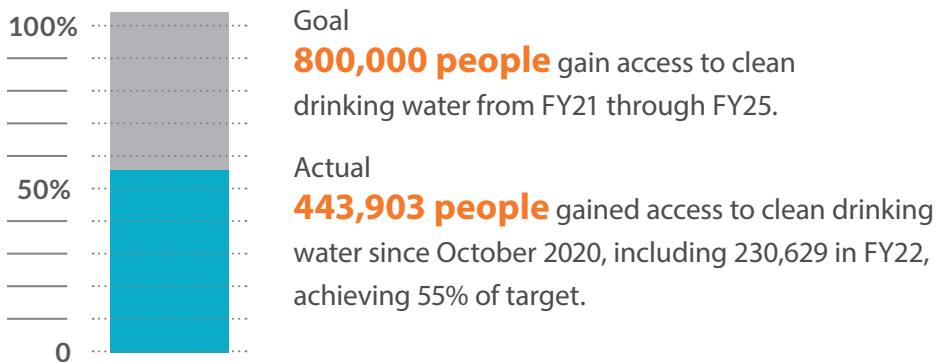 100%
50%
0
Goal
800,000 people gain access to clean
drinking water from FY21 through FY25.
Actual
443,903 people gained access to clean drinking
water since October 2020, including 230,629 in FY22,
achieving 55% of target.